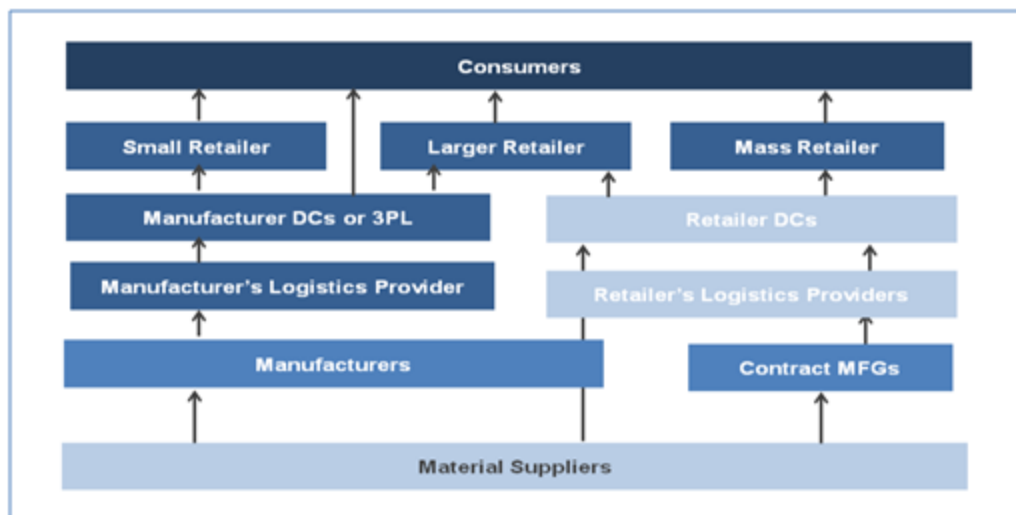 Consumers
Small Retailer
Larger Retailer
Mass Retailer
Manufacturer DCs or 3PL
Retailer DCs
Manufacturer's Logistics Provider
Retailer's Logistics Providers
Manufacturers
Contract MFGs
Material Suppliers